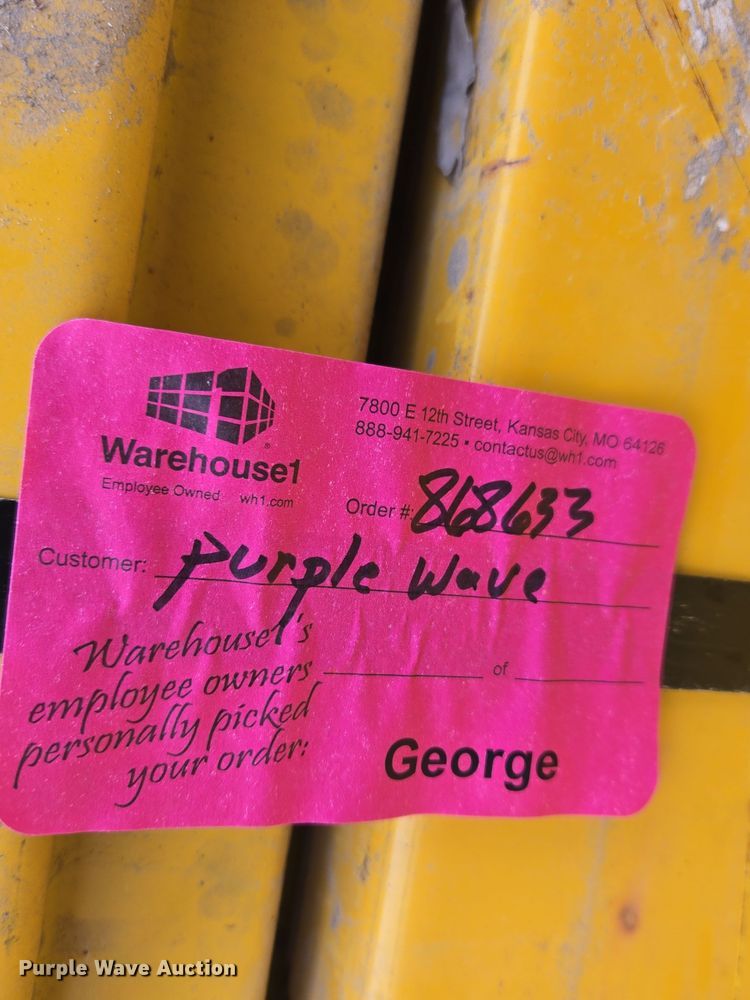 Warehouse1
Employee Owned wh1.com
7800 E 12th Street, Kansas City, MO 64126
888-941-7225 ▪ contactus@wh1.com
Order #: 868633
Customer: Purple Wave
Warehouse1's
employee owners
personally picked
your order:
of
George
Purple Wave Auction